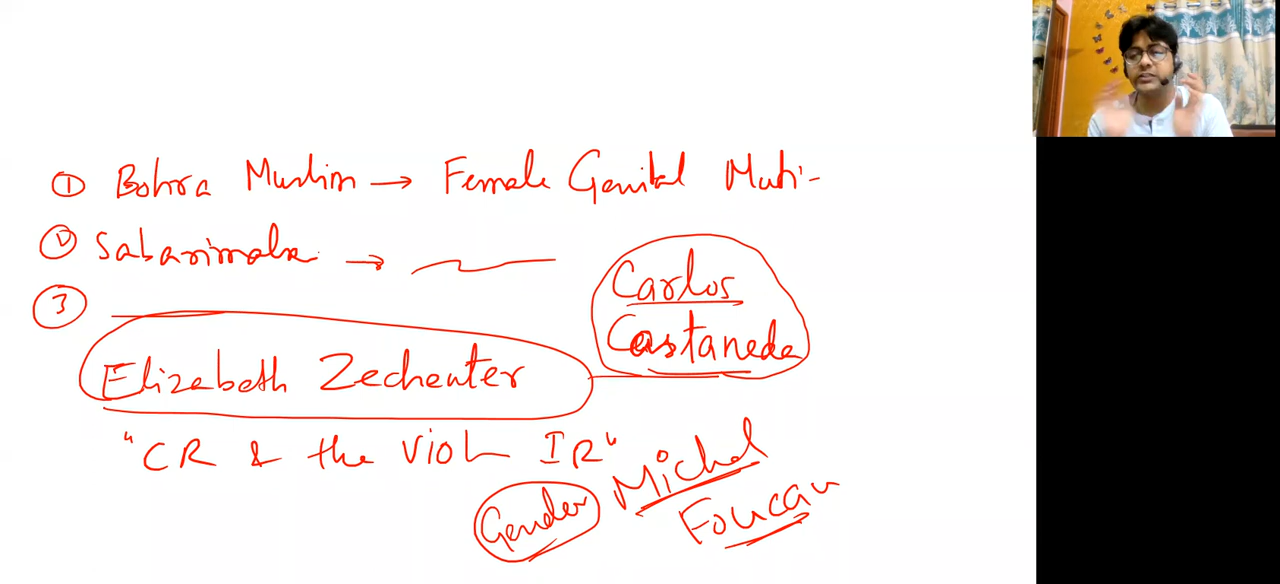 ① Bohra Muslim → Female Genital Muti-
② Sabarimala →
③
Carlos
Castaneda
Elizabeth Zechenter
"CR & the Viol IR"
Gender
Michel
Foucau